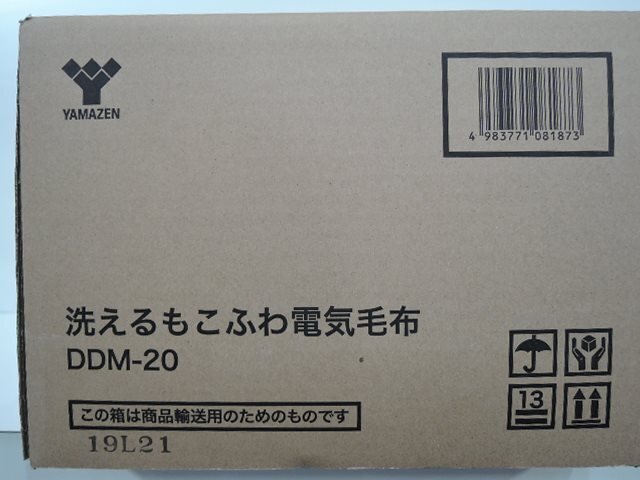 YAMAZEN
4 983771 081873
洗えるもこふわ電気毛布
DDM-20
13
この箱は商品輸送用のためのものです
19L21